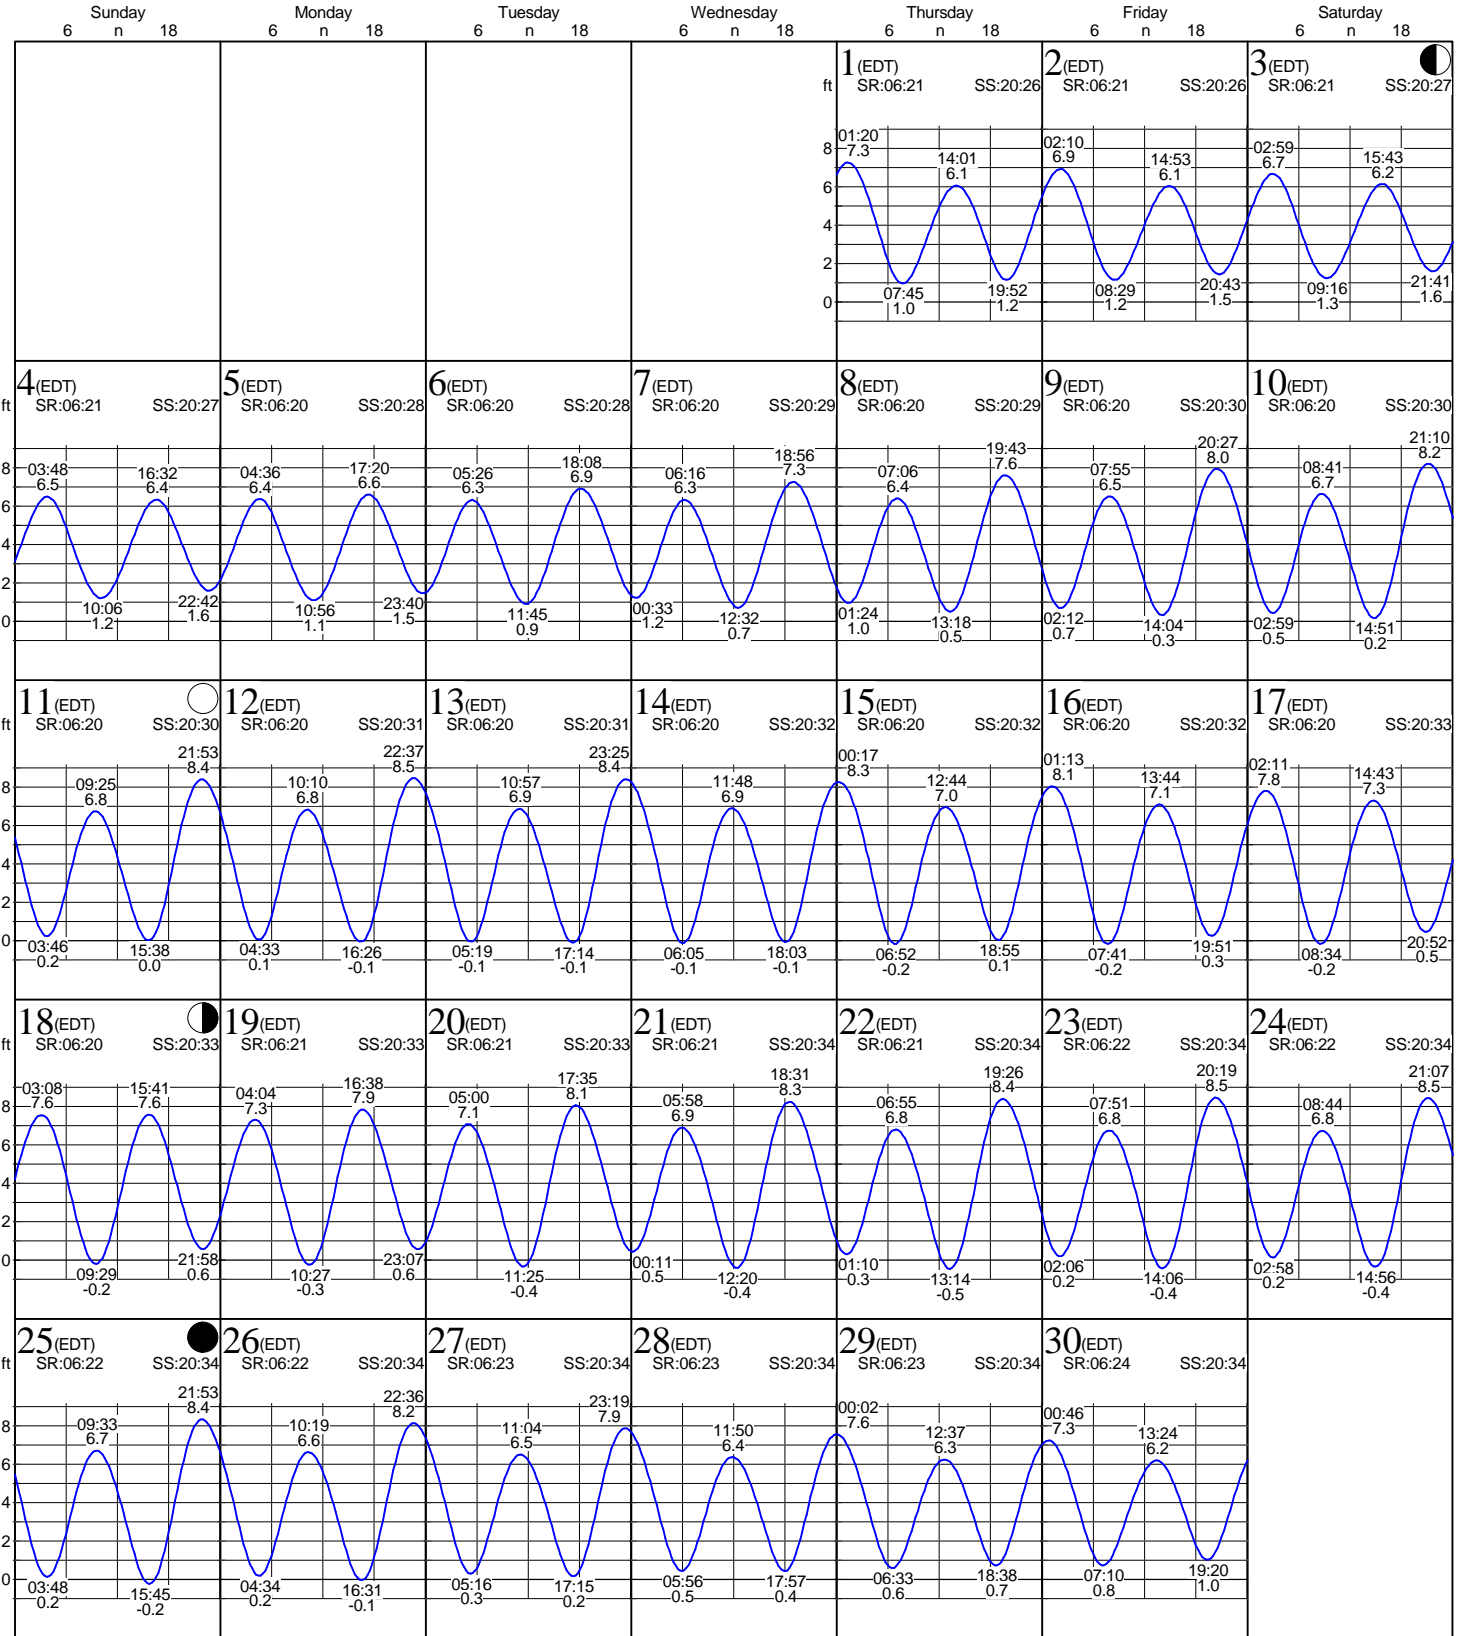 Sunday Monday Tuesday Wednesday Thursday Friday Saturday
6 n 18 6 n 18 6 n 18 6 n 18 6 n 18 6 n 18 6 n 18
1(EDT) 2(EDT) 3(EDT)
ft SR:06:21 SS:20:26 SR:06:21 SS:20:26 SR:06:21 SS:20:27
01:20 7.3 14:01 6.1 02:10 6.9 14:53 6.1 02:59 6.7 15:43 6.2
8
6
4
2
0
07:45 1.0 19:52 1.2 08:29 1.2 20:43 1.5 09:16 1.3 21:41 1.6
4(EDT) 5(EDT) 6(EDT) 7(EDT) 8(EDT) 9(EDT) 10(EDT)
ft SR:06:21 SS:20:27 SR:06:20 SS:20:28 SR:06:20 SS:20:28 SR:06:20 SS:20:29 SR:06:20 SS:20:29 SR:06:20 SS:20:30 SR:06:20 SS:20:30
03:48 6.5 16:32 6.4 04:36 6.4 17:20 6.6 05:26 6.3 18:08 6.9 06:16 6.3 18:56 7.3 07:06 6.4 19:43 7.6 07:55 6.5 20:27 8.0 08:41 6.7 21:10 8.2
8
6
4
2
0
10:06 1.2 22:42 1.6 10:56 1.1 23:40 1.5 11:45 0.9 00:33 1.2 12:32 0.7 01:24 1.0 13:18 0.5 02:12 0.7 14:04 0.3 02:59 0.5 14:51 0.2
11(EDT) 12(EDT) 13(EDT) 14(EDT) 15(EDT) 16(EDT) 17(EDT)
ft SR:06:20 SS:20:30 SR:06:20 SS:20:31 SR:06:20 SS:20:31 SR:06:20 SS:20:32 SR:06:20 SS:20:32 SR:06:20 SS:20:32 SR:06:20 SS:20:33
09:25 6.8 21:53 8.4 10:10 6.8 22:37 8.5 10:57 6.9 23:25 8.4 11:48 6.9 00:17 8.3 12:44 7.0 01:13 8.1 13:44 7.1 02:11 7.8 14:43 7.3
8
6
4
2
0
03:46 0.2 15:38 0.0 04:33 0.1 16:26 -0.1 05:19 -0.1 17:14 -0.1 06:05 -0.1 18:03 -0.1 06:52 -0.2 18:55 0.1 07:41 -0.2 19:51 0.3 08:34 -0.2 20:52 0.5
18(EDT) 19(EDT) 20(EDT) 21(EDT) 22(EDT) 23(EDT) 24(EDT)
ft SR:06:20 SS:20:33 SR:06:21 SS:20:33 SR:06:21 SS:20:33 SR:06:21 SS:20:34 SR:06:21 SS:20:34 SR:06:22 SS:20:34 SR:06:22 SS:20:34
03:08 7.6 15:41 7.6 04:04 7.3 16:38 7.9 05:00 7.1 17:35 8.1 05:58 6.9 18:31 8.3 06:55 6.8 19:26 8.4 07:51 6.8 20:19 8.5 08:44 6.8 21:07 8.5
8
6
4
2
0
09:29 -0.2 21:58 0.6 10:27 -0.3 23:07 0.6 11:25 -0.4 00:11 0.5 12:20 -0.4 01:10 0.3 13:14 -0.5 02:06 0.2 14:06 -0.4 02:58 0.2 14:56 -0.4
25(EDT) 26(EDT) 27(EDT) 28(EDT) 29(EDT) 30(EDT)
ft SR:06:22 SS:20:34 SR:06:22 SS:20:34 SR:06:23 SS:20:34 SR:06:23 SS:20:34 SR:06:23 SS:20:34 SR:06:24 SS:20:34
09:33 6.7 21:53 8.4 10:19 6.6 22:36 8.2 11:04 6.5 23:19 7.9 11:50 6.4 00:02 7.6 12:37 6.3 00:46 7.3 13:24 6.2
8
6
4
2
0
03:48 0.2 15:45 -0.2 04:34 0.2 16:31 -0.1 05:16 0.3 17:15 0.2 05:56 0.5 17:57 0.4 06:33 0.6 18:38 0.7 07:10 0.8 19:20 1.0